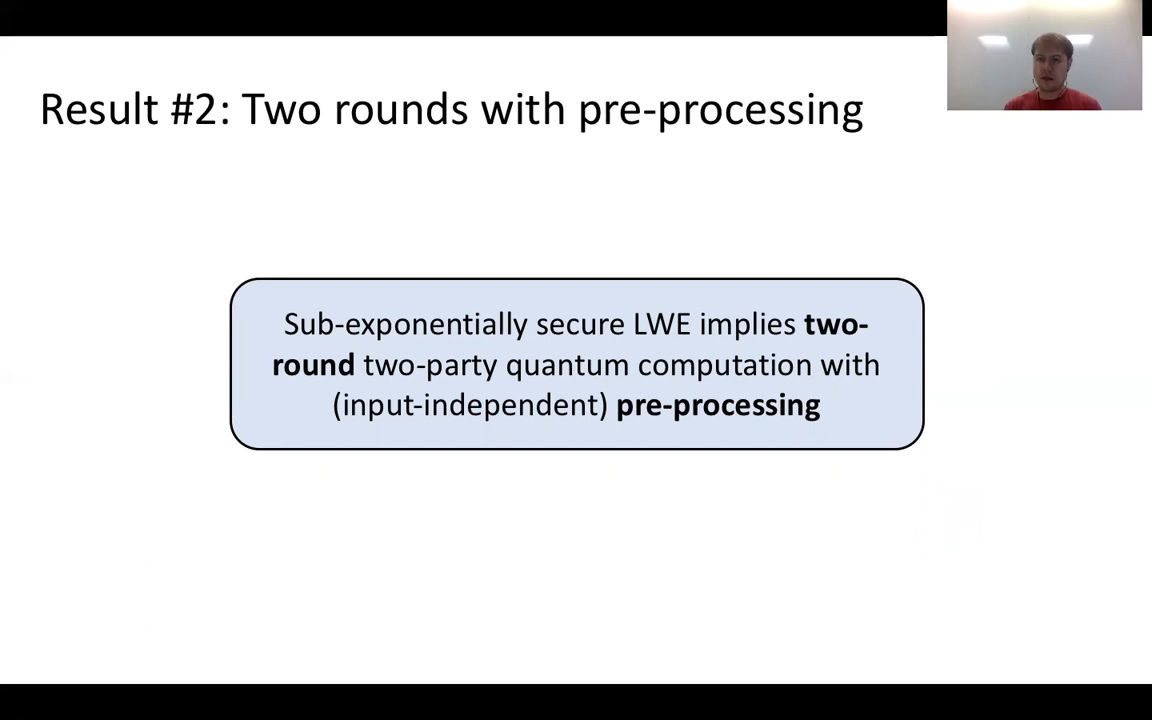 Result #2: Two rounds with pre-processing
Sub-exponentially secure LWE implies two-
round two-party quantum computation with
(input-independent) pre-processing